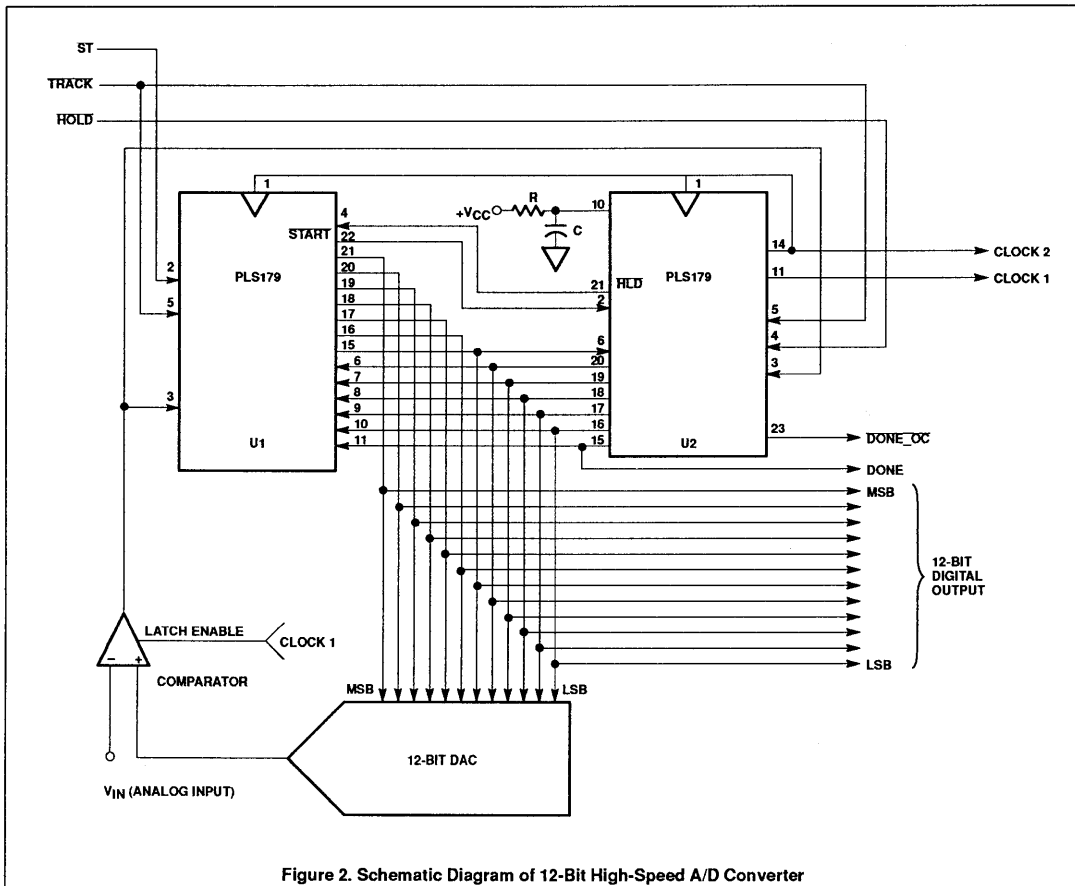 ST
TRACK
HOLD
1
1
4
START
22
21
20
19
18
17
16
15
6
7
8
9
10
11
2
5
3
PLS179
U1
+VCC
R
C
10
21
HLD
2
6
20
19
18
17
16
15
PLS179
U2
14
11
5
4
3
23
CLOCK 2
CLOCK 1
DONE_OC
DONE
MSB
12-BIT
DIGITAL
OUTPUT
LSB
LATCH ENABLE
CLOCK 1
– +
COMPARATOR
MSB
LSB
12-BIT DAC
VIN (ANALOG INPUT)
Figure 2. Schematic Diagram of 12-Bit High-Speed A/D Converter